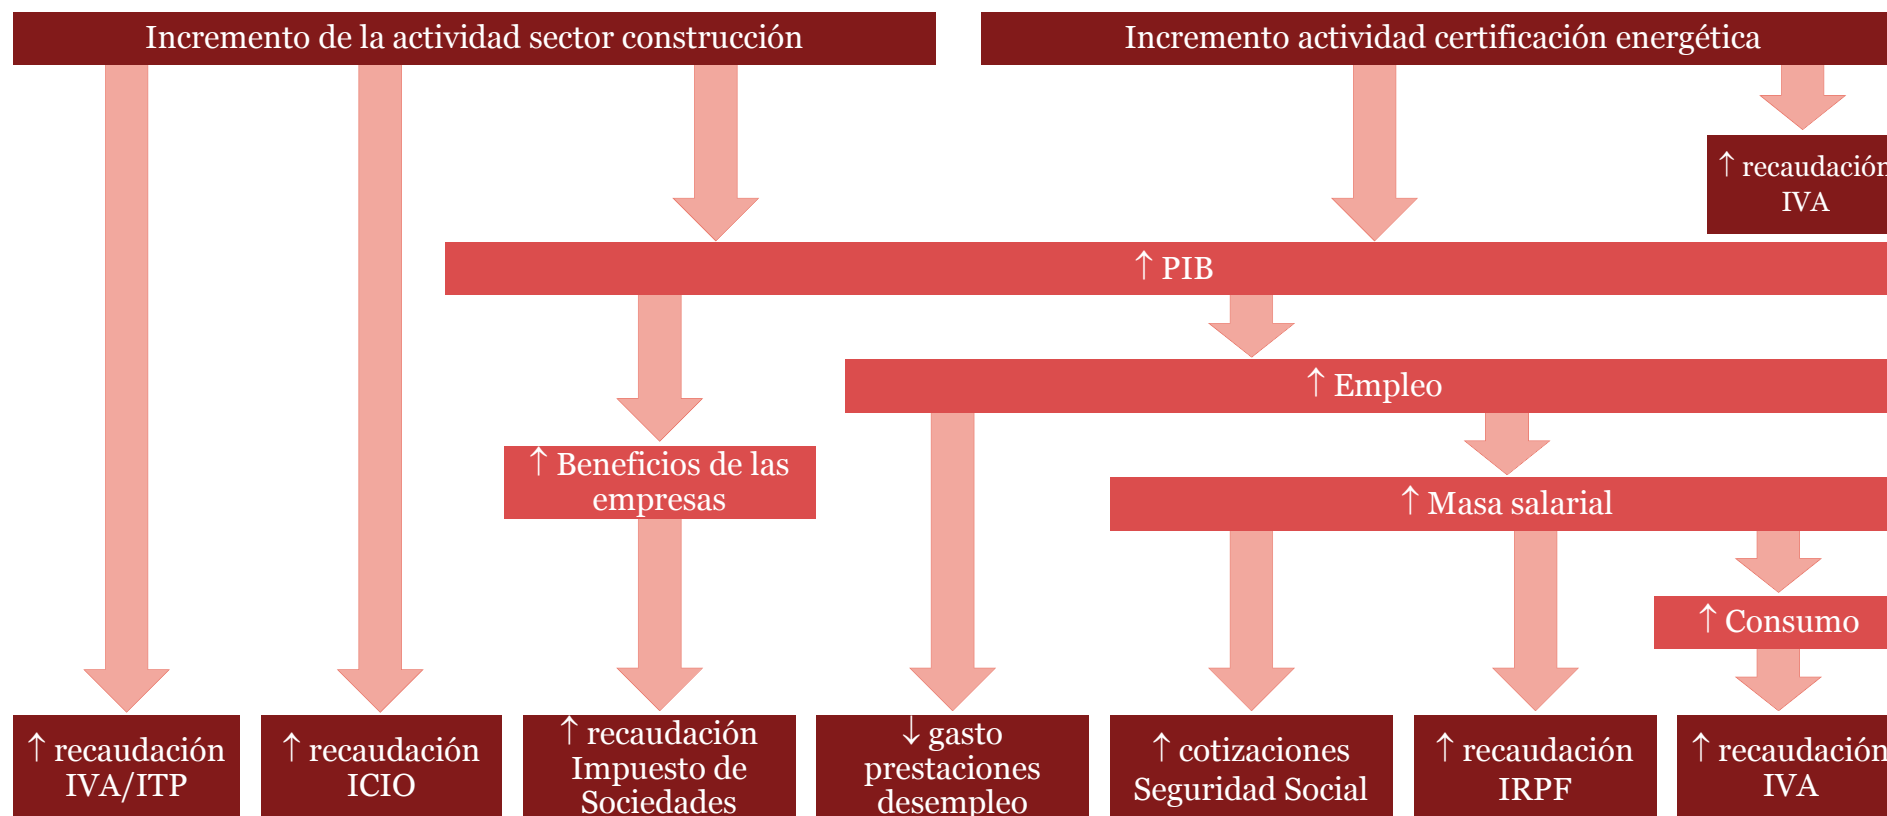 Incremento de la actividad sector construcción
Incremento actividad certificación energética
↑ recaudación
IVA
↑ PIB
↑ Empleo
↑ Beneficios de las
empresas
↑ Masa salarial
↑ Consumo
↑ recaudación
IVA/ITP
↑ recaudación
ICIO
↑ recaudación
Impuesto de
Sociedades
↓ gasto
prestaciones
desempleo
↑ cotizaciones
Seguridad Social
↑ recaudación
IRPF
↑ recaudación
IVA